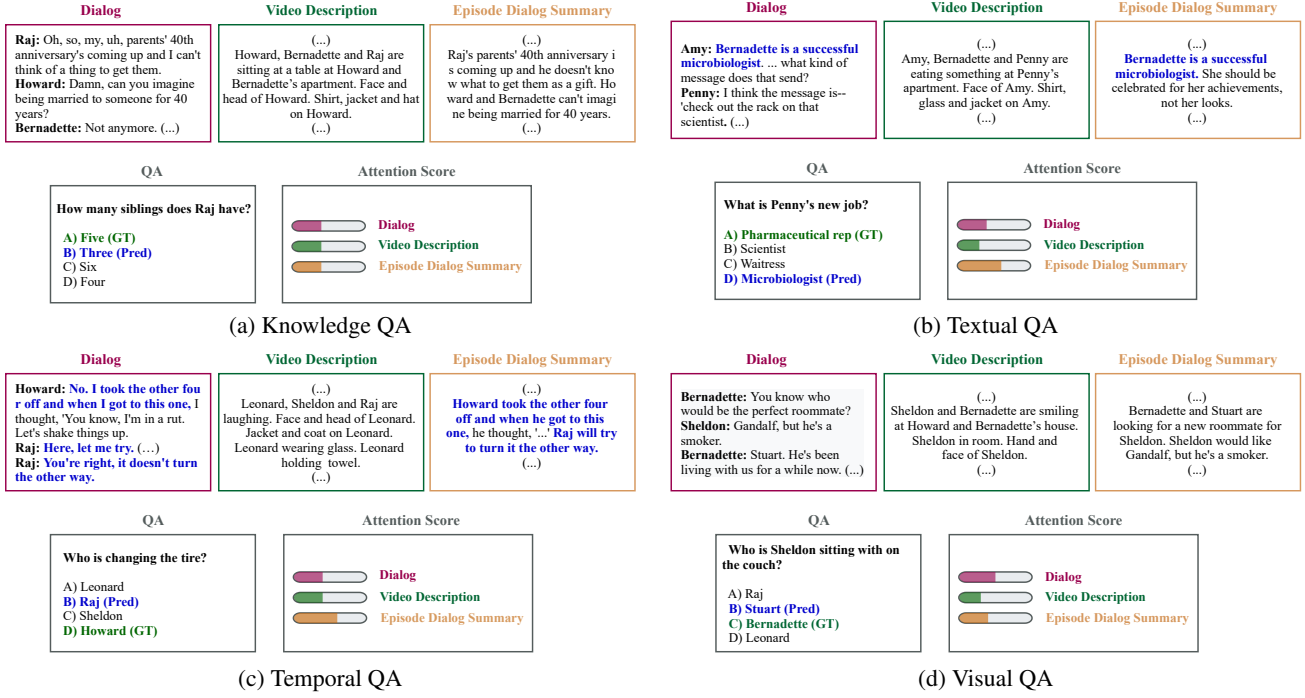 Dialog
Raj: Oh, so, my, uh, parents' 40th
anniversary's coming up and I can't
think of a thing to get them.
Howard: Damn, can you imagine
being married to someone for 40
years?
Bernadette: Not anymore. (...)
Video Description
(...)
Howard, Bernadette and Raj are
sitting at a table at Howard and
Bernadette's apartment. Face and
head of Howard. Shirt, jacket and hat
on Howard.
(...)
Episode Dialog Summary
(...)
Raj's parents' 40th anniversary i
s coming up and he doesn't kno
w what to get them as a gift. Ho
ward and Bernadette can't imagi
ne being married for 40 years.
(...)
QA
How many siblings does Raj have?
A) Five (GT)
B) Three (Pred)
C) Six
D) Four
Attention Score
Dialog
Video Description
Episode Dialog Summary
(a) Knowledge QA
Dialog
Amy: Bernadette is a successful
microbiologist. ... what kind of
message does that send?
Penny: I think the message is--
'check out the rack on that
scientist. (...)
Video Description
(...)
Amy, Bernadette and Penny are
eating something at Penny's
apartment. Face of Amy. Shirt,
glass and jacket on Amy.
(...)
Episode Dialog Summary
(...)
Bernadette is a successful
microbiologist. She should be
celebrated for her achievements,
not her looks.
(...)
QA
What is Penny's new job?
A) Pharmaceutical rep (GT)
B) Scientist
C) Waitress
D) Microbiologist (Pred)
Attention Score
Dialog
Video Description
Episode Dialog Summary
(b) Textual QA
Dialog
Howard: No. I took the other fou
r off and when I got to this one, I
thought, 'You know, I'm in a rut.
Let's shake things up.
Raj: Here, let me try. (...)
Raj: You're right, it doesn't turn
the other way.
Video Description
(...)
Leonard, Sheldon and Raj are
laughing. Face and head of Leonard.
Jacket and coat on Leonard.
Leonard wearing glass. Leonard
holding towel.
(...)
Episode Dialog Summary
(...)
Howard took the other four
off and when he got to this
one, he thought, '...' Raj will try
to turn it the other way.
(...)
QA
Who is changing the tire?
A) Leonard
B) Raj (Pred)
C) Sheldon
D) Howard (GT)
Attention Score
Dialog
Video Description
Episode Dialog Summary
(c) Temporal QA
Dialog
Bernadette: You know who
would be the perfect roommate?
Sheldon: Gandalf, but he's a
smoker.
Bernadette: Stuart. He's been
living with us for a while now. (...)
Video Description
(...)
Sheldon and Bernadette are smiling
at Howard and Bernadette's house.
Sheldon in room. Hand and
face of Sheldon.
(...)
Episode Dialog Summary
(...)
Bernadette and Stuart are
looking for a new roommate for
Sheldon. Sheldon would like
Gandalf, but he's a smoker.
(...)
QA
Who is Sheldon sitting with on
the couch?
A) Raj
B) Stuart (Pred)
C) Bernadette (GT)
D) Leonard
Attention Score
Dialog
Video Description
Episode Dialog Summary
(d) Visual QA